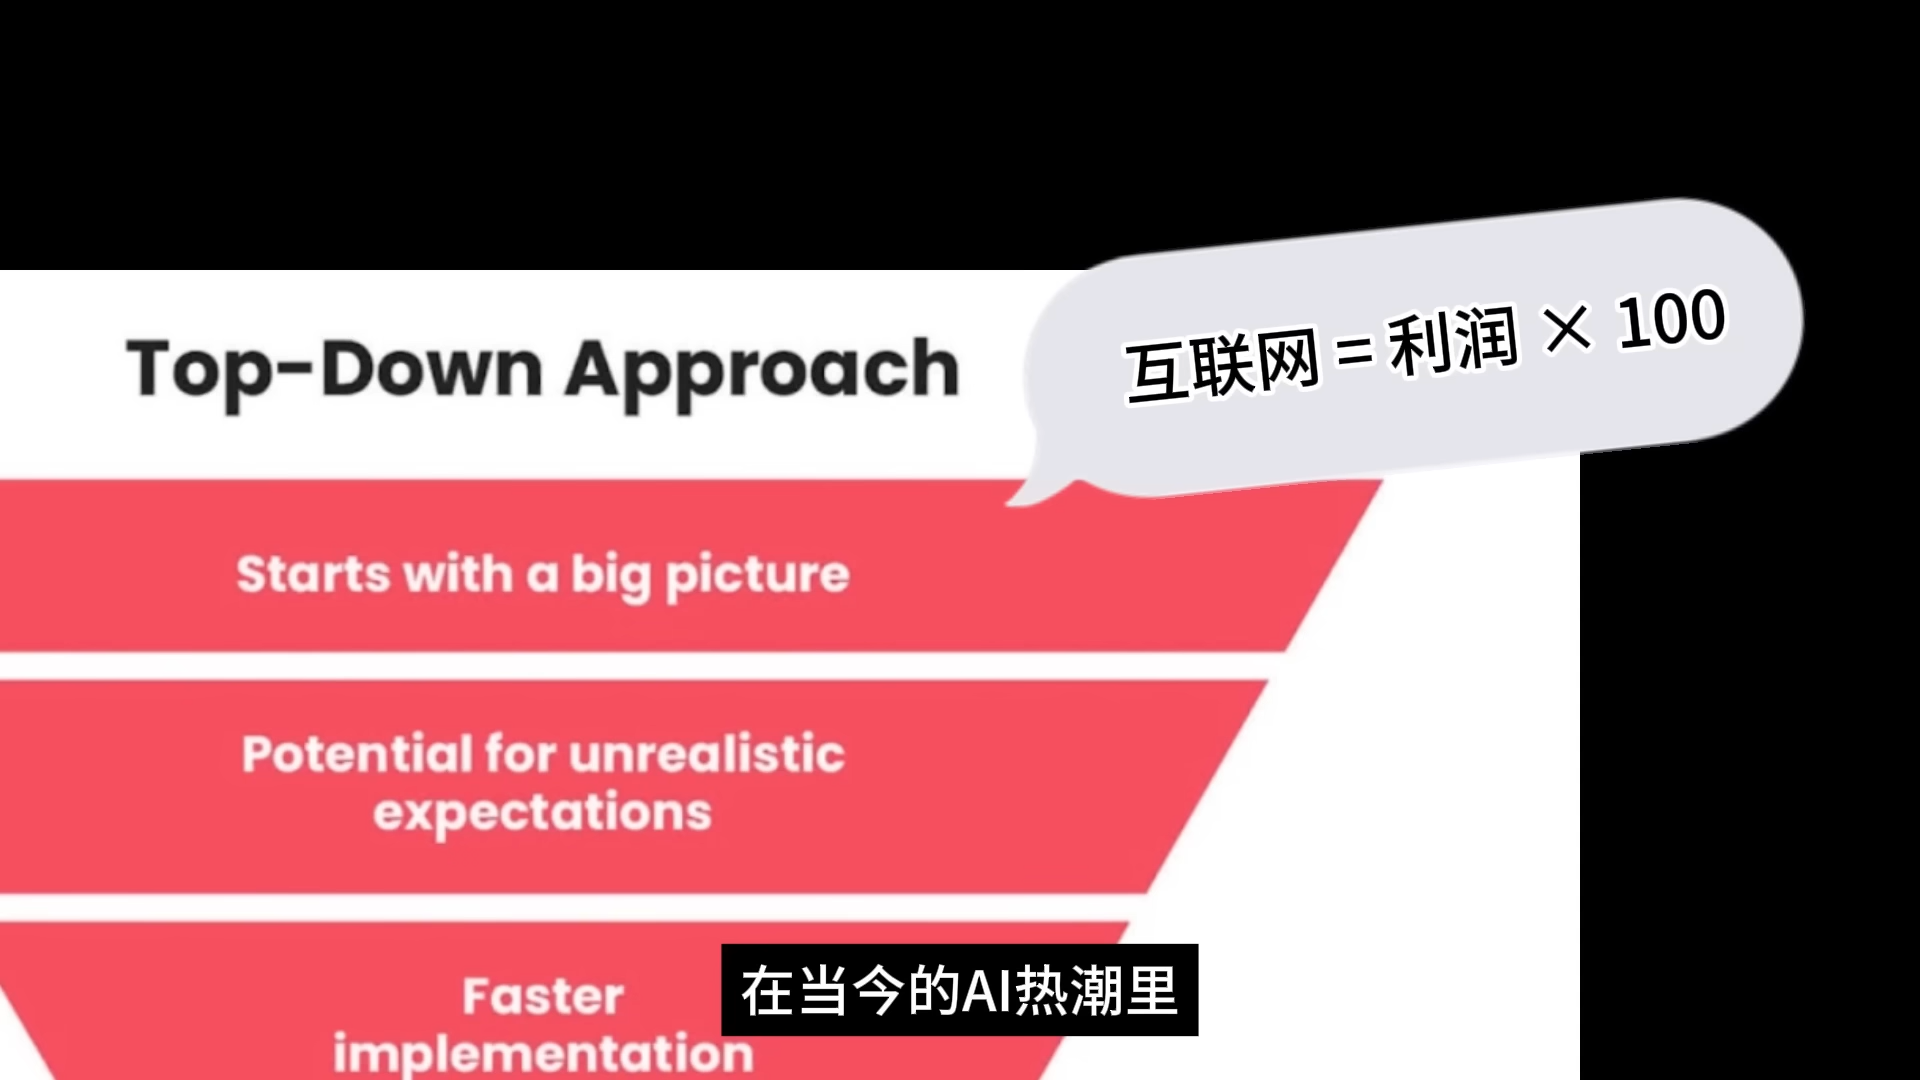 互联网=利润×100
Top-Down Approach
Starts with a big picture
Potential for unrealistic
expectations
Faster
implementation
在当今的AI热潮里